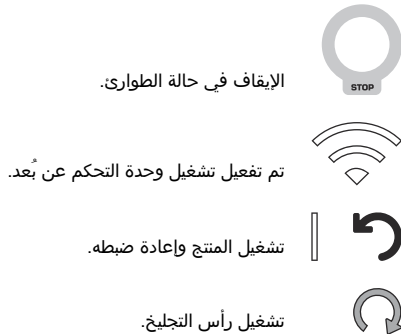 STOP
الإيقاف في حالة الطوارئ.
تم تفعيل تشغيل وحدة التحكم عن بُعد.
تشغيل المنتج وإعادة ضبطه.
تشغيل رأس التجليخ.